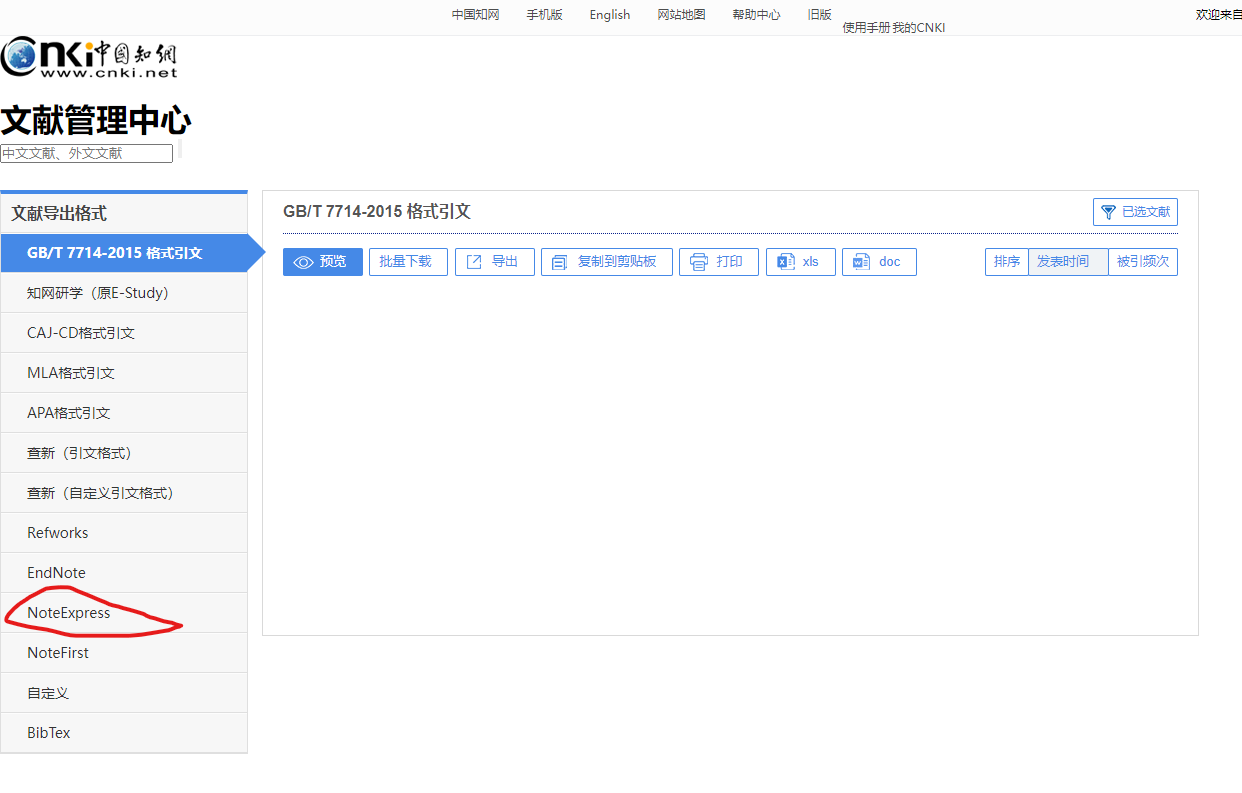 中国知网 手机版 English 网站地图 帮助中心 旧版 使用手册 我的CNKI 欢迎来自
cnki 中國知網
www.cnki.net
文献管理中心
中文文献、外文文献
文献导出格式
GB/T 7714-2015 格式引文
知网研学（原E-Study）
CAJ-CD格式引文
MLA格式引文
APA格式引文
查新（引文格式）
查新（自定义引文格式）
Refworks
EndNote
NoteExpress
NoteFirst
自定义
BibTex
GB/T 7714-2015 格式引文 已选文献
预览 批量下载 导出 复制到剪贴板 打印 xls doc 排序 发表时间 被引频次